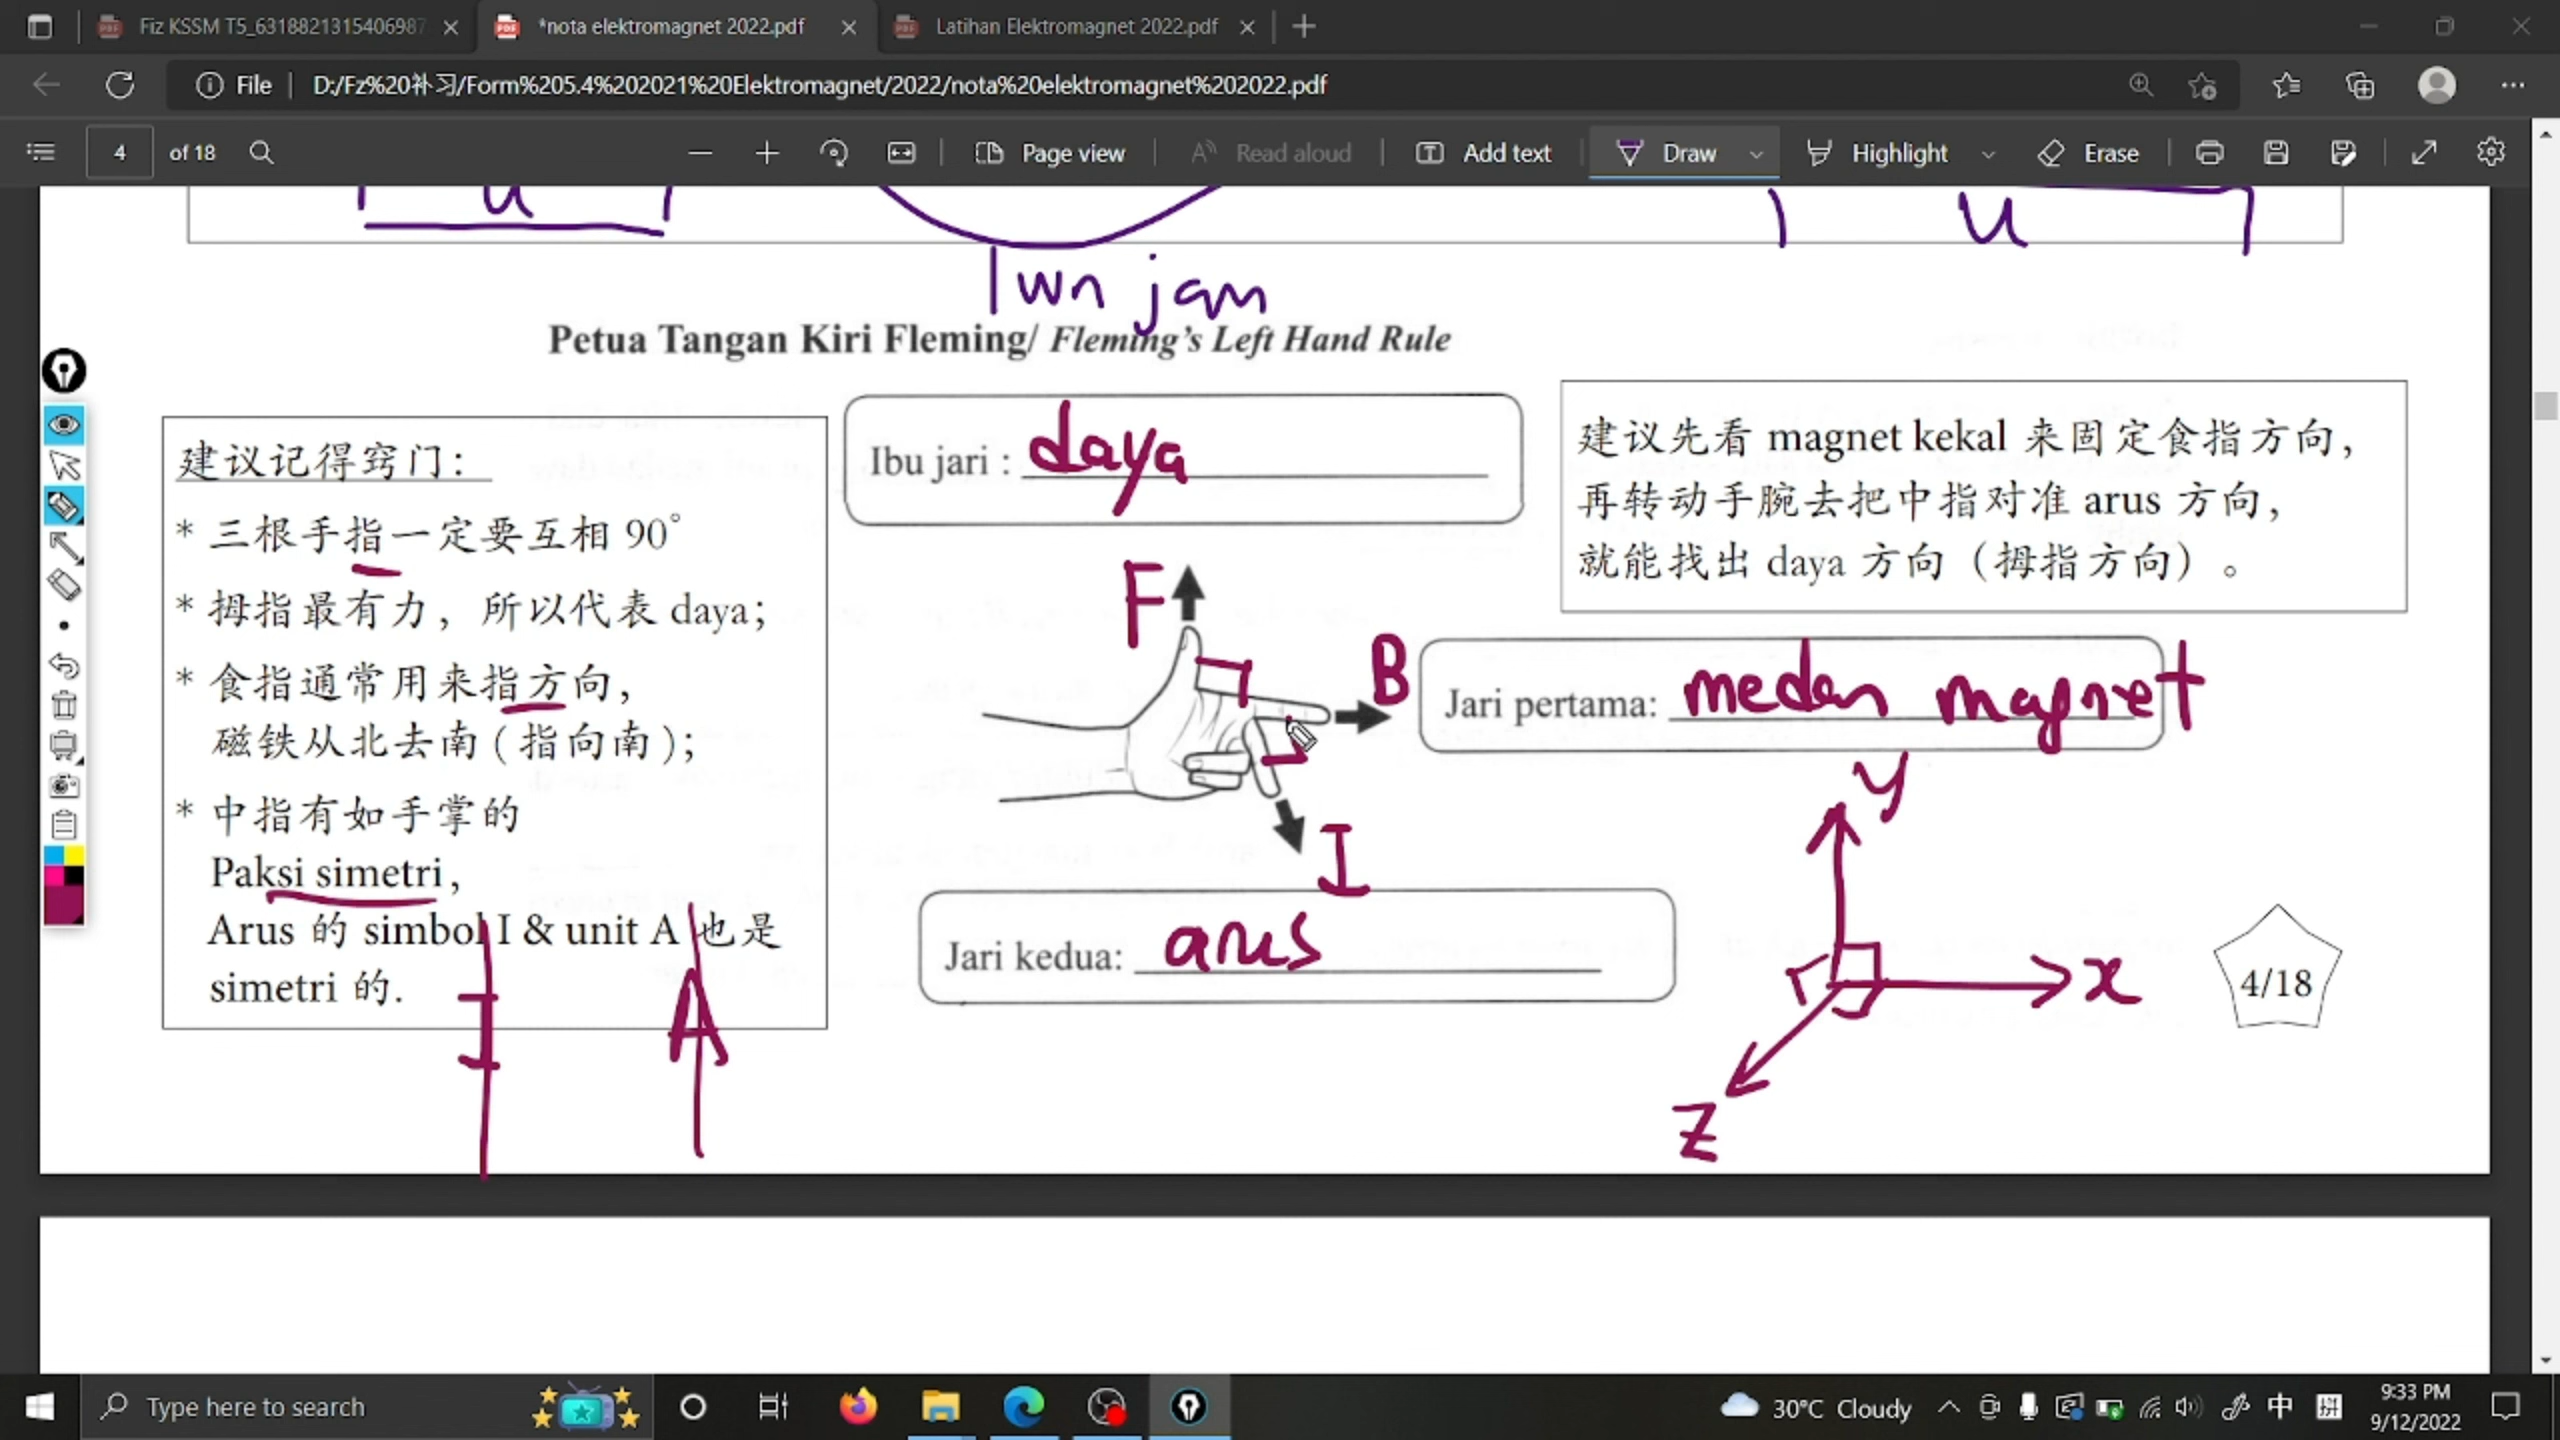 Fiz KSSM T5_6318821315406987
*nota elektromagnet 2022.pdf
Latihan Elektromagnet 2022.pdf
File
D:/Fz%20补习/Form%205.4%202021%20Elektromagnet/2022/nota%20elektromagnet%202022.pdf
4 of 18
Page view
Read aloud
Add text
Draw
Highlight
Erase
u
u
lwn jam
Petua Tangan Kiri Fleming/ Fleming's Left Hand Rule
建议记得窍门:
* 三根手指一定要互相 90°
* 拇指最有力，所以代表 daya;
* 食指通常用来指方向,
磁铁从北去南 ( 指向南 );
* 中指有如手掌的
Paksi simetri,
Arus 的 simbol I & unit A 也是
simetri 的.
I
A
Ibu jari : daya
F
B
I
Jari pertama: medan magnet
Jari kedua: arus
建议先看 magnet kekal 来固定食指方向,
再转动手腕去把中指对准 arus 方向,
就能找出 daya 方向（拇指方向）。
y
x
z
4/18
Type here to search
30°C Cloudy
中
拼
9:33 PM
9/12/2022